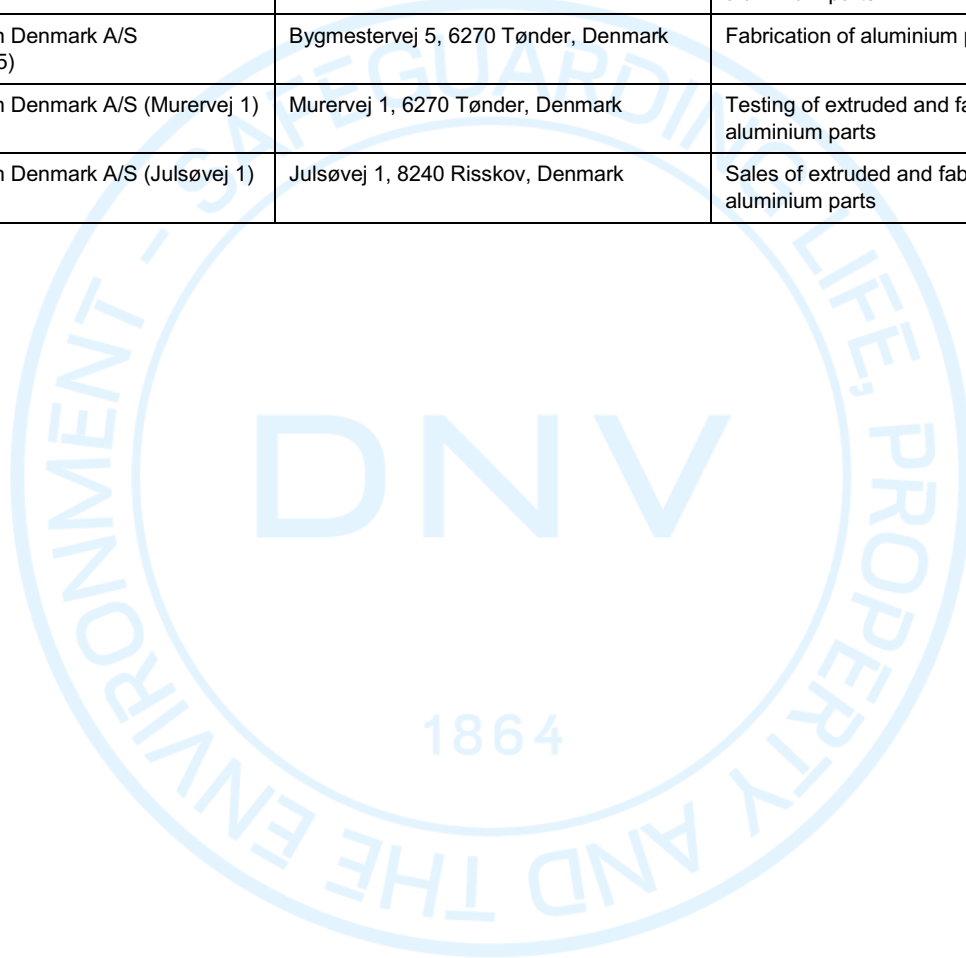 n Denmark A/S
5)
Bygmestervej 5, 6270 Tønder, Denmark
Fabrication of aluminium
n Denmark A/S (Murervej 1)
Murervej 1, 6270 Tønder, Denmark
Testing of extruded and
aluminium parts
n Denmark A/S (Julsøvej 1)
Julsøvej 1, 8240 Risskov, Denmark
Sales of extruded and
aluminium parts
SAFEGUARDING LIFE, PROPERTY AND THE ENVIRONMENT -
DNV
1864